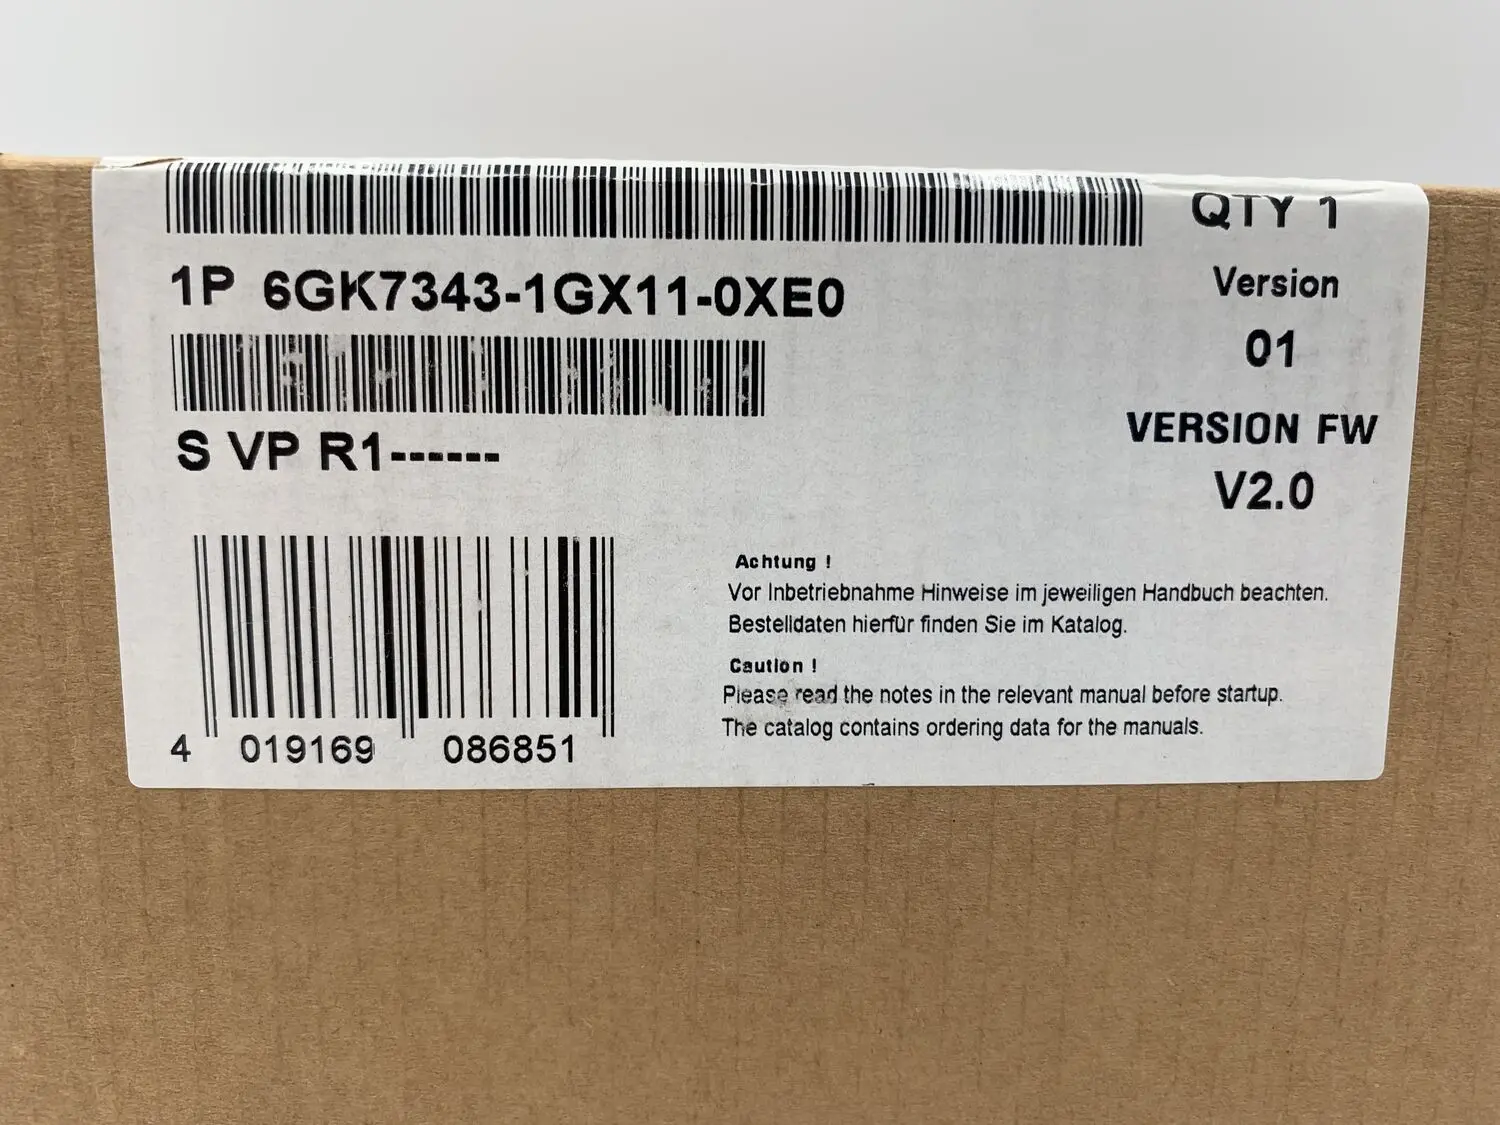 QTY 1
1P 6GK7343-1GX11-0XE0
Version
01
S VP R1------
VERSION FW
V2.0
Achtung !
Vor Inbetriebnahme Hinweise im jeweiligen Handbuch beachten.
Bestelldaten hierfür finden Sie im Katalog.
Caution !
Please read the notes in the relevant manual before startup.
The catalog contains ordering data for the manuals.
4 019169 086851